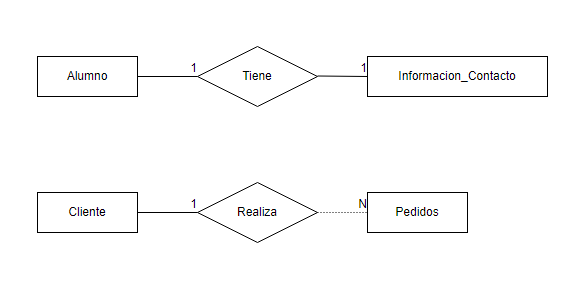 Alumno 1 Tiene 1 Informacion_Contacto
Cliente 1 Realiza N Pedidos